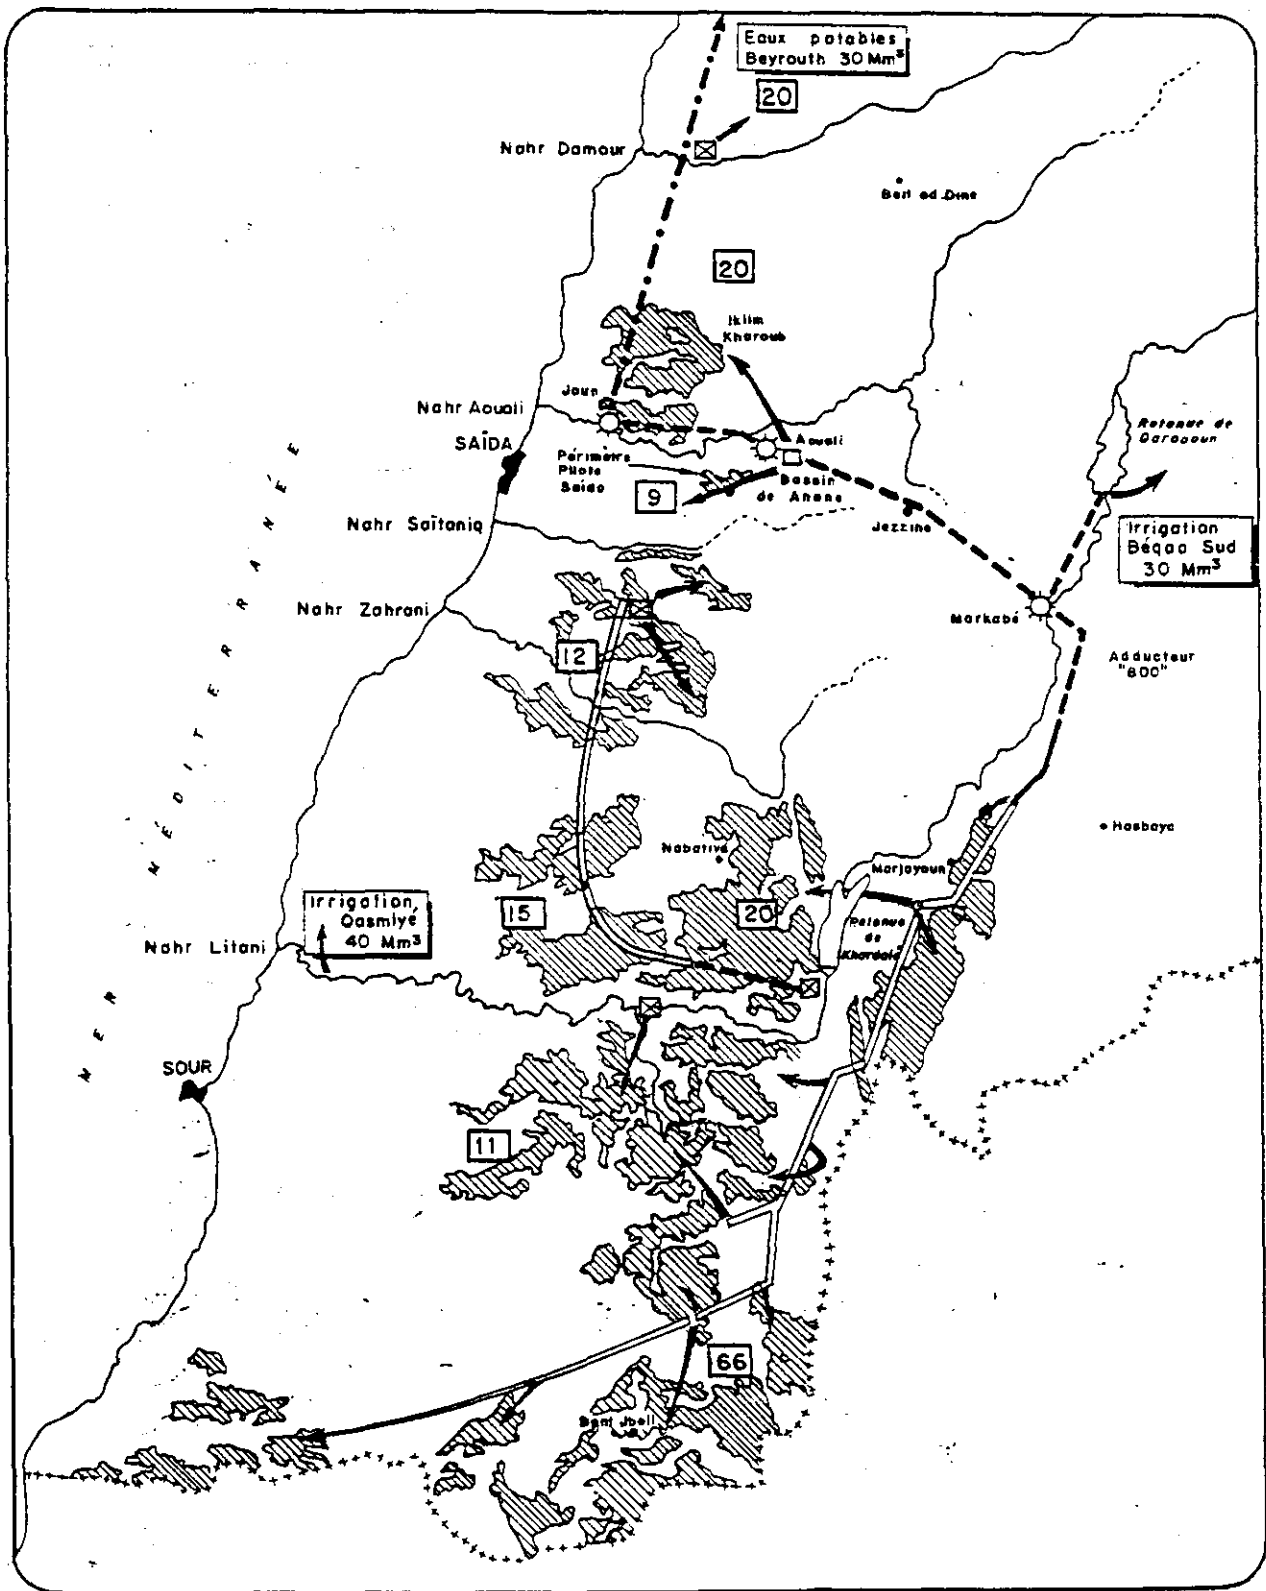 Eaux potables
Beyrouth 30 Mm³
20
Nahr Damour
Beit ed-Dine
20
Iklim
Kharoub
Joun
Nahr Aouali
Retenue de
Qaraoun
SAÏDA
Aouali
Périmètre
Pilote
Saïda
Bassin
de Anane
9
Jezzine
Nahr Saïtaniq
Irrigation
Béqaa Sud
30 Mm³
Nahr Zahrani
Markabé
12
Adducteur
"800"
MER MÉDITERRANÉE
Hasbaya
Nabatiyé
Marjayoun
Irrigation,
Qasmiyé
40 Mm³
15
20
Retenue
de
Khardalé
Nahr Litani
SOUR
11
66
Bent Jbeil